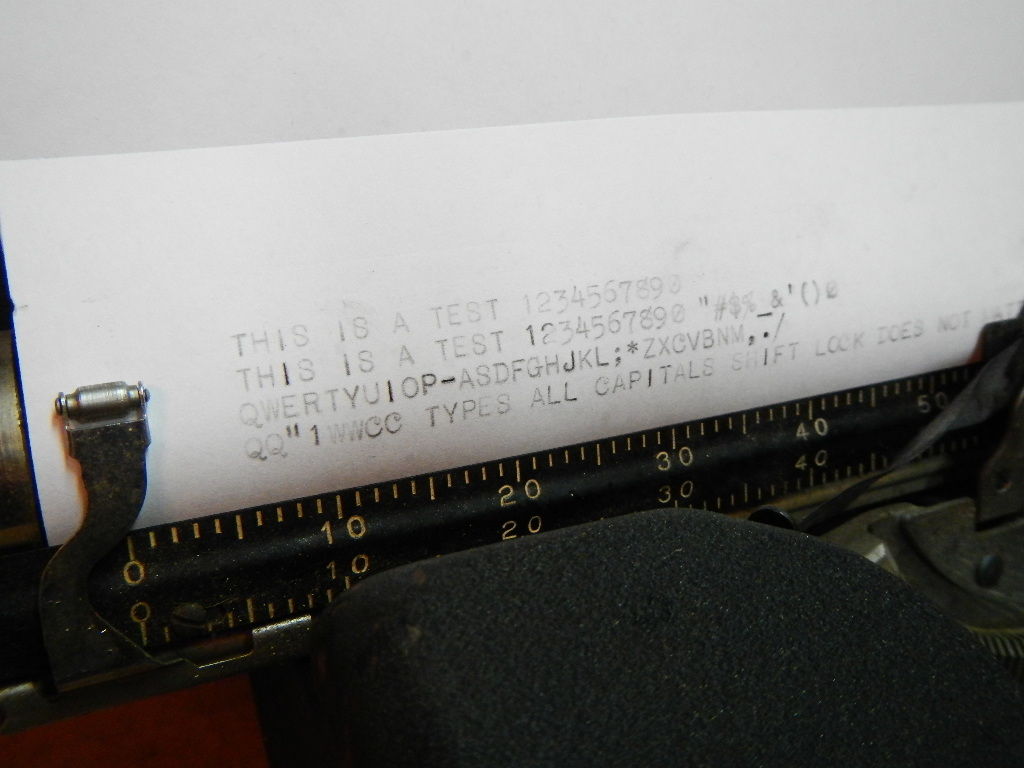 THIS IS A TEST 1234567890
THIS IS A TEST 1234567890 "#$%_&'()@
QWERTYUIOP-ASDFGHJKL;*ZXCVBNM,./
QQ"1WWCC TYPES ALL CAPITALS SHIFT LOCK DOES NOT
0 10 20 30 40 50
0 10 20 30 40